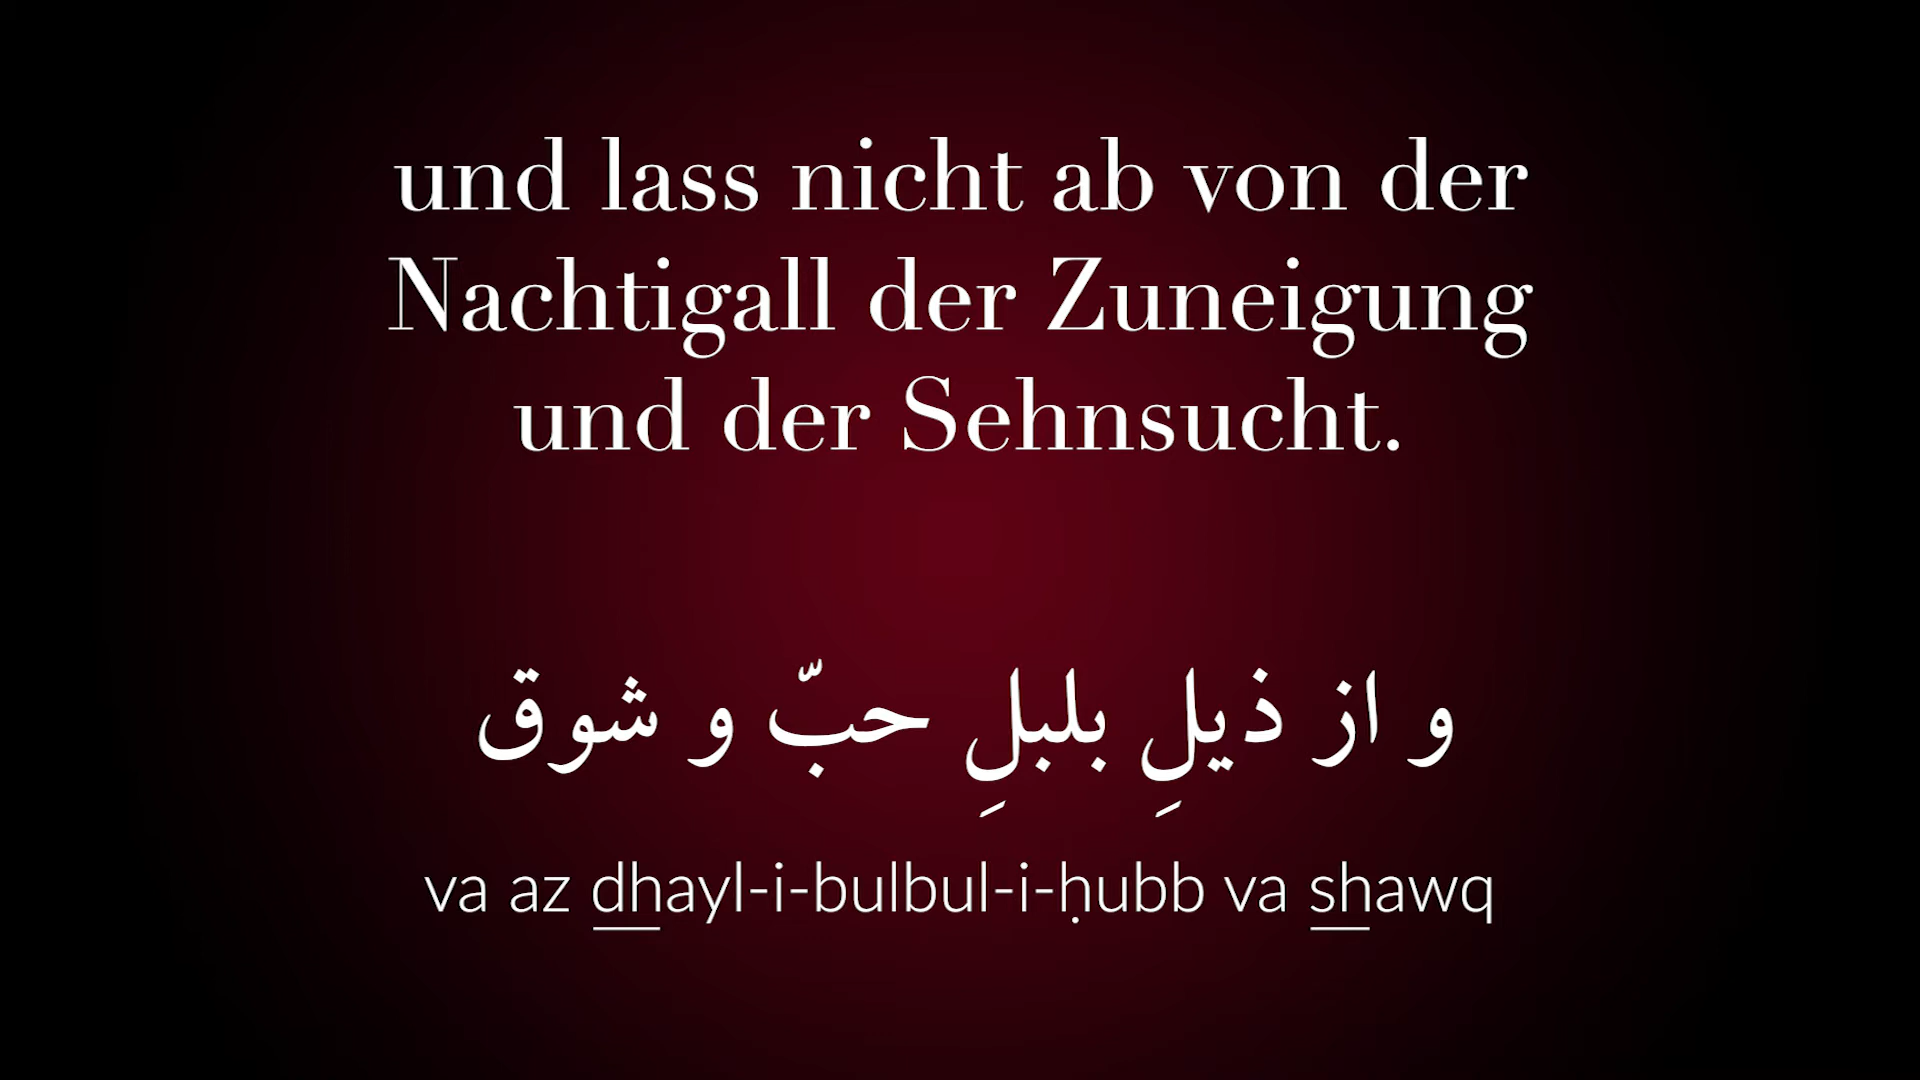 und lass nicht ab von der
Nachtigall der Zuneigung
und der Sehnsucht.
و از ذیلِ بلبلِ حبّ و شوق
va az dhayl-i-bulbul-i-ḥubb va shawq